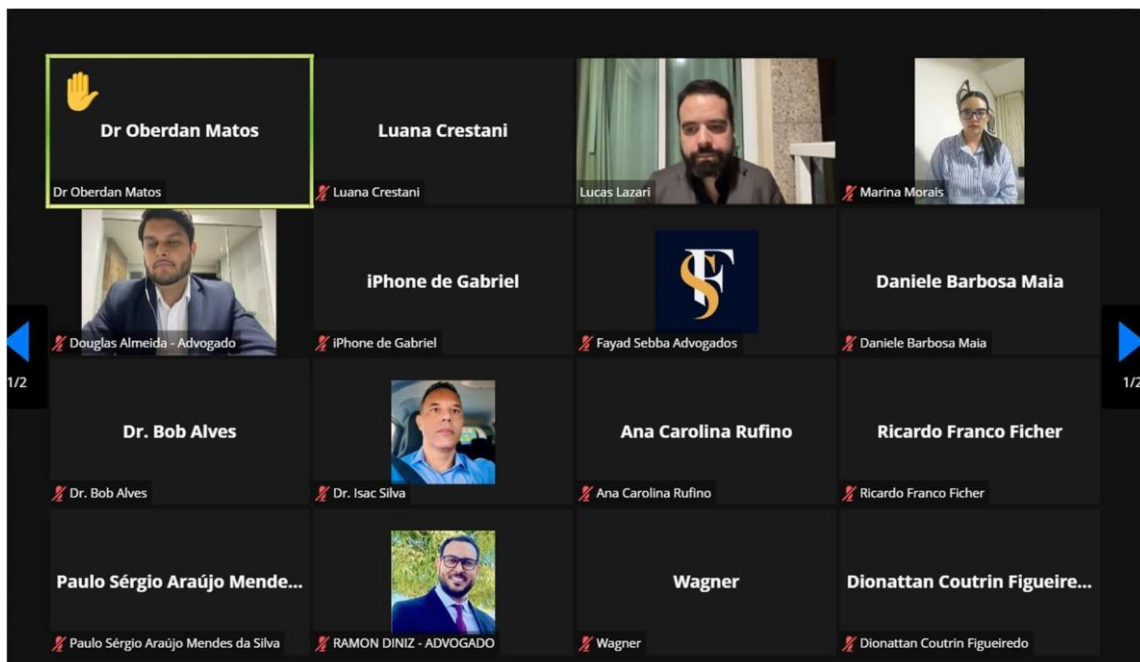 Dr Oberdan Matos
Dr Oberdan Matos
Luana Crestani
Luana Crestani
Lucas Lazari
Marina Morais
Douglas Almeida - Advogado
iPhone de Gabriel
iPhone de Gabriel
SF
Fayad Sebba Advogados
Daniele Barbosa Maia
Daniele Barbosa Maia
1/2
1/2
Dr. Bob Alves
Dr. Bob Alves
Dr. Isac Silva
Ana Carolina Rufino
Ana Carolina Rufino
Ricardo Franco Ficher
Ricardo Franco Ficher
Paulo Sérgio Araújo Mende...
Paulo Sérgio Araújo Mendes da Silva
RAMON DINIZ - ADVOGADO
Wagner
Wagner
Dionattan Coutrin Figueire...
Dionattan Coutrin Figueiredo